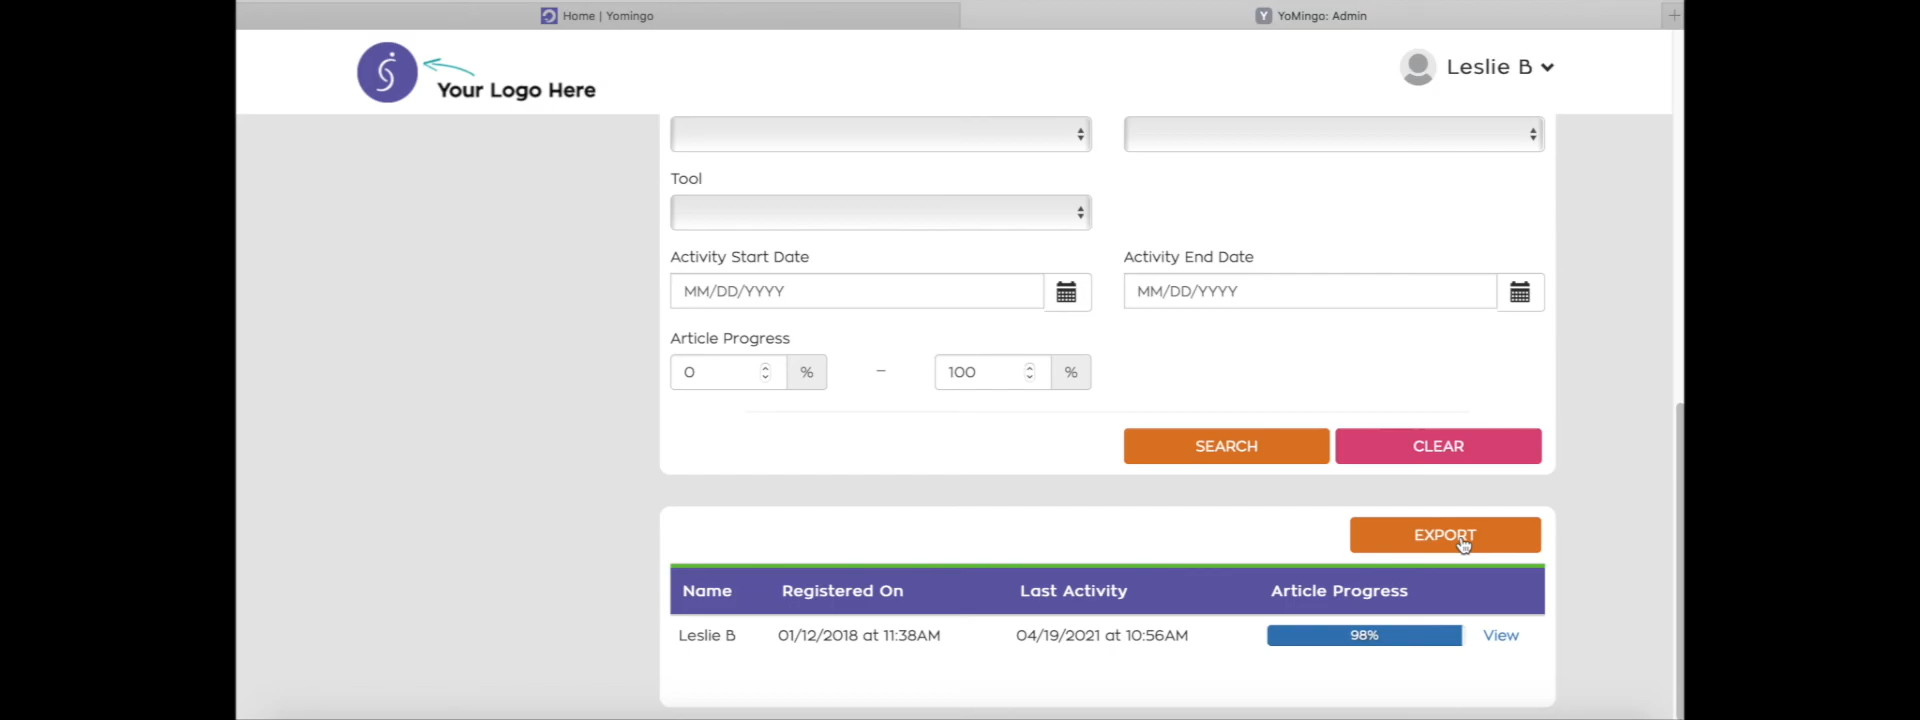 Home | Yomingo
Y YoMingo: Admin
Your Logo Here
Leslie B
Tool
Activity Start Date Activity End Date
MM/DD/YYYY MM/DD/YYYY
Article Progress
0 % – 100 %
SEARCH CLEAR
EXPORT
Name Registered On Last Activity Article Progress
Leslie B 01/12/2018 at 11:38AM 04/19/2021 at 10:56AM 98% View